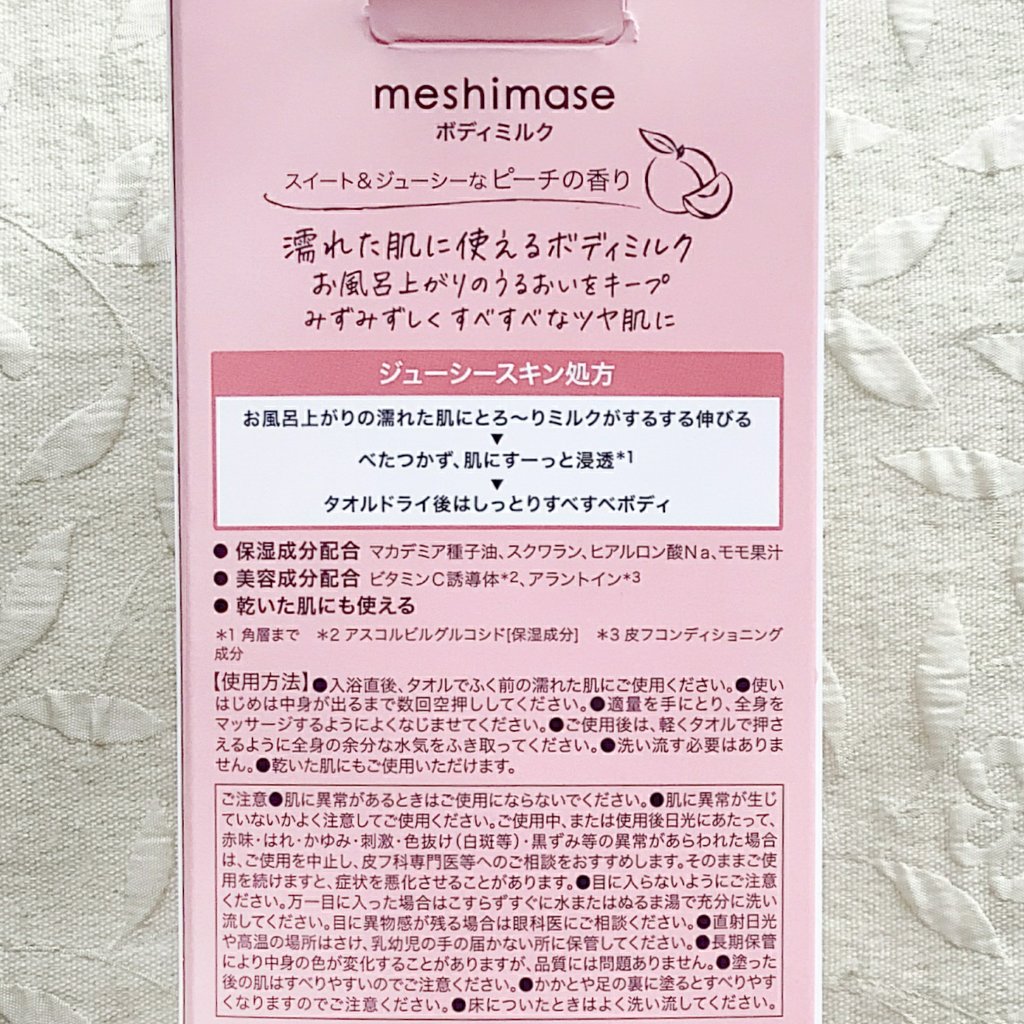 meshimase
ボディミルク
スイート&ジューシーなピーチの香り
濡れた肌に使えるボディミルク
お風呂上がりのうるおいをキープ
みずみずしくすべすべなツヤ肌に
ジューシースキン処方
お風呂上がりの濡れた肌にとろ〜りミルクがするする伸びる
▼
べたつかず、肌にすーっと浸透*1
▼
タオルドライ後はしっとりすべすべボディ
● 保湿成分配合 マカデミア種子油、スクワラン、ヒアルロン酸Na、モモ果汁
● 美容成分配合 ビタミンC誘導体*2、アラントイン*3
● 乾いた肌にも使える
*1 角層まで *2 アスコルビルグルコシド[保湿成分] *3 皮フコンディショニング
成分
【使用方法】●入浴直後、タオルでふく前の濡れた肌にご使用ください。●使い
はじめは中身が出るまで数回空押ししてください。●適量を手にとり、全身を
マッサージするようによくなじませてください。●ご使用後は、軽くタオルで押さ
えるように全身の余分な水気をふき取ってください。●洗い流す必要はありま
せん。●乾いた肌にもご使用いただけます。
ご注意●肌に異常があるときはご使用にならないでください。●肌に異常が生じ
ていないかよく注意してご使用ください。ご使用中、または使用後日光にあたって、
赤味・はれ・かゆみ・刺激・色抜け(白斑等)・黒ずみ等の異常があらわれた場合
は、ご使用を中止し、皮フ科専門医等へのご相談をおすすめします。そのままご使
用を続けますと、症状を悪化させることがあります。●目に入らないようにご注意
ください。万一目に入った場合はこすらずすぐに水またはぬるま湯で充分に洗い
流してください。目に異物感が残る場合は眼科医にご相談ください。●直射日光
や高温の場所はさけ、乳幼児の手の届かない所に保管してください。●長期保管
により中身の色が変化することがありますが、品質には問題ありません。●塗った
後の肌はすべりやすいのでご注意ください。●かかとや足の裏に塗るとすべりやす
くなりますのでご注意ください。●床についたときはよく洗い流してください。